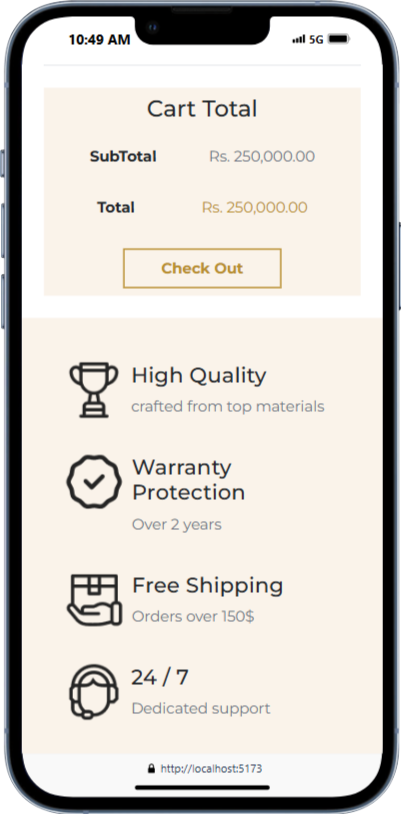 10:49 AM 5G
Cart Total
SubTotal Rs. 250,000.00
Total Rs. 250,000.00
Check Out
High Quality
crafted from top materials
Warranty
Protection
Over 2 years
Free Shipping
Orders over 150$
24 / 7
Dedicated support
http://localhost:5173